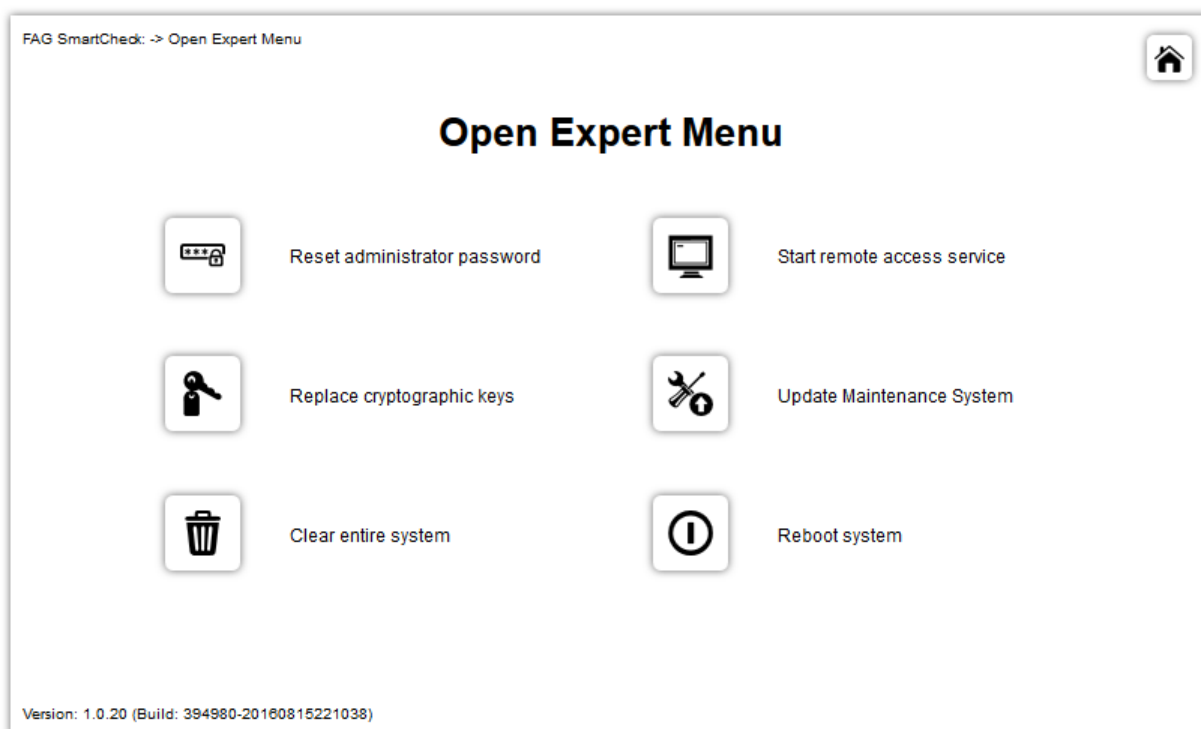 FAG SmartCheck: -> Open Expert Menu
Open Expert Menu
***
Reset administrator password
Start remote access service
Replace cryptographic keys
Update Maintenance System
Clear entire system
Reboot system
Version: 1.0.20 (Build: 394980-20160815221038)